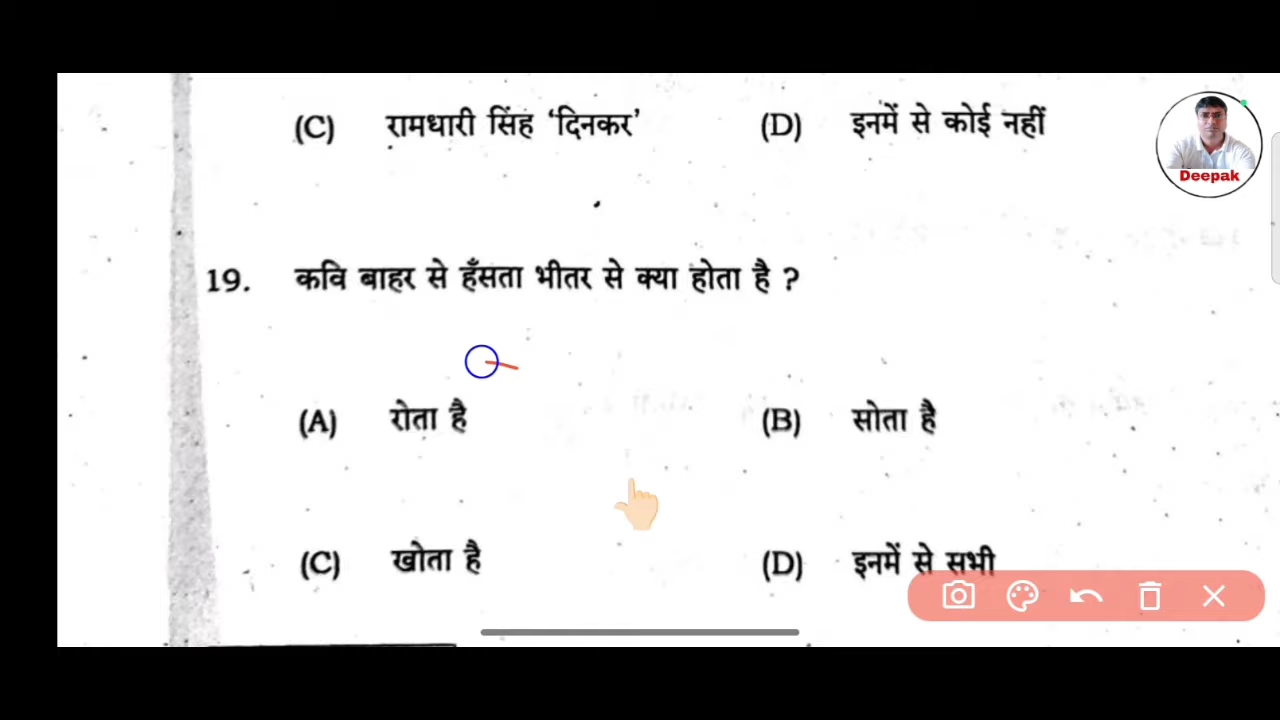 (C) रामधारी सिंह ‘दिनकर’ (D) इनमें से कोई नहीं
Deepak
19. कवि बाहर से हँसता भीतर से क्या होता है ?
(A) रोता है (B) सोता है
(C) खोता है (D) इनमें से सभी